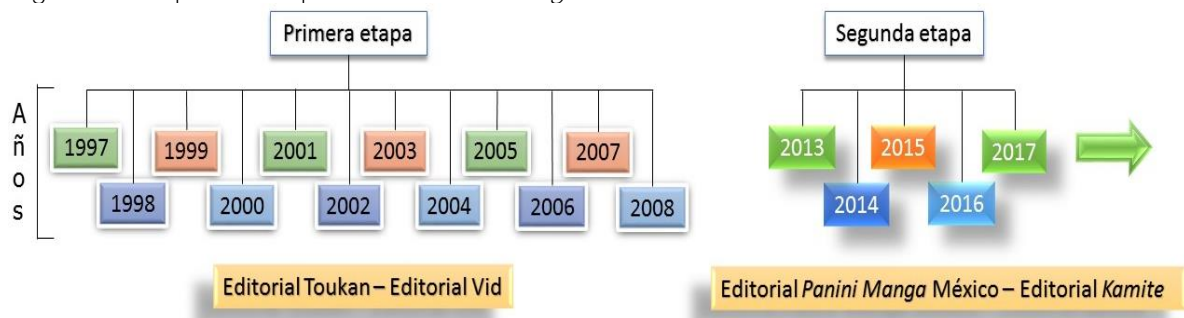 Primera etapa
Segunda etapa
Años
1997 1999 2001 2003 2005 2007
1998 2000 2002 2004 2006 2008
2013 2015 2017
2014 2016
Editorial Toukan – Editorial Vid
Editorial Panini Manga México – Editorial Kamite